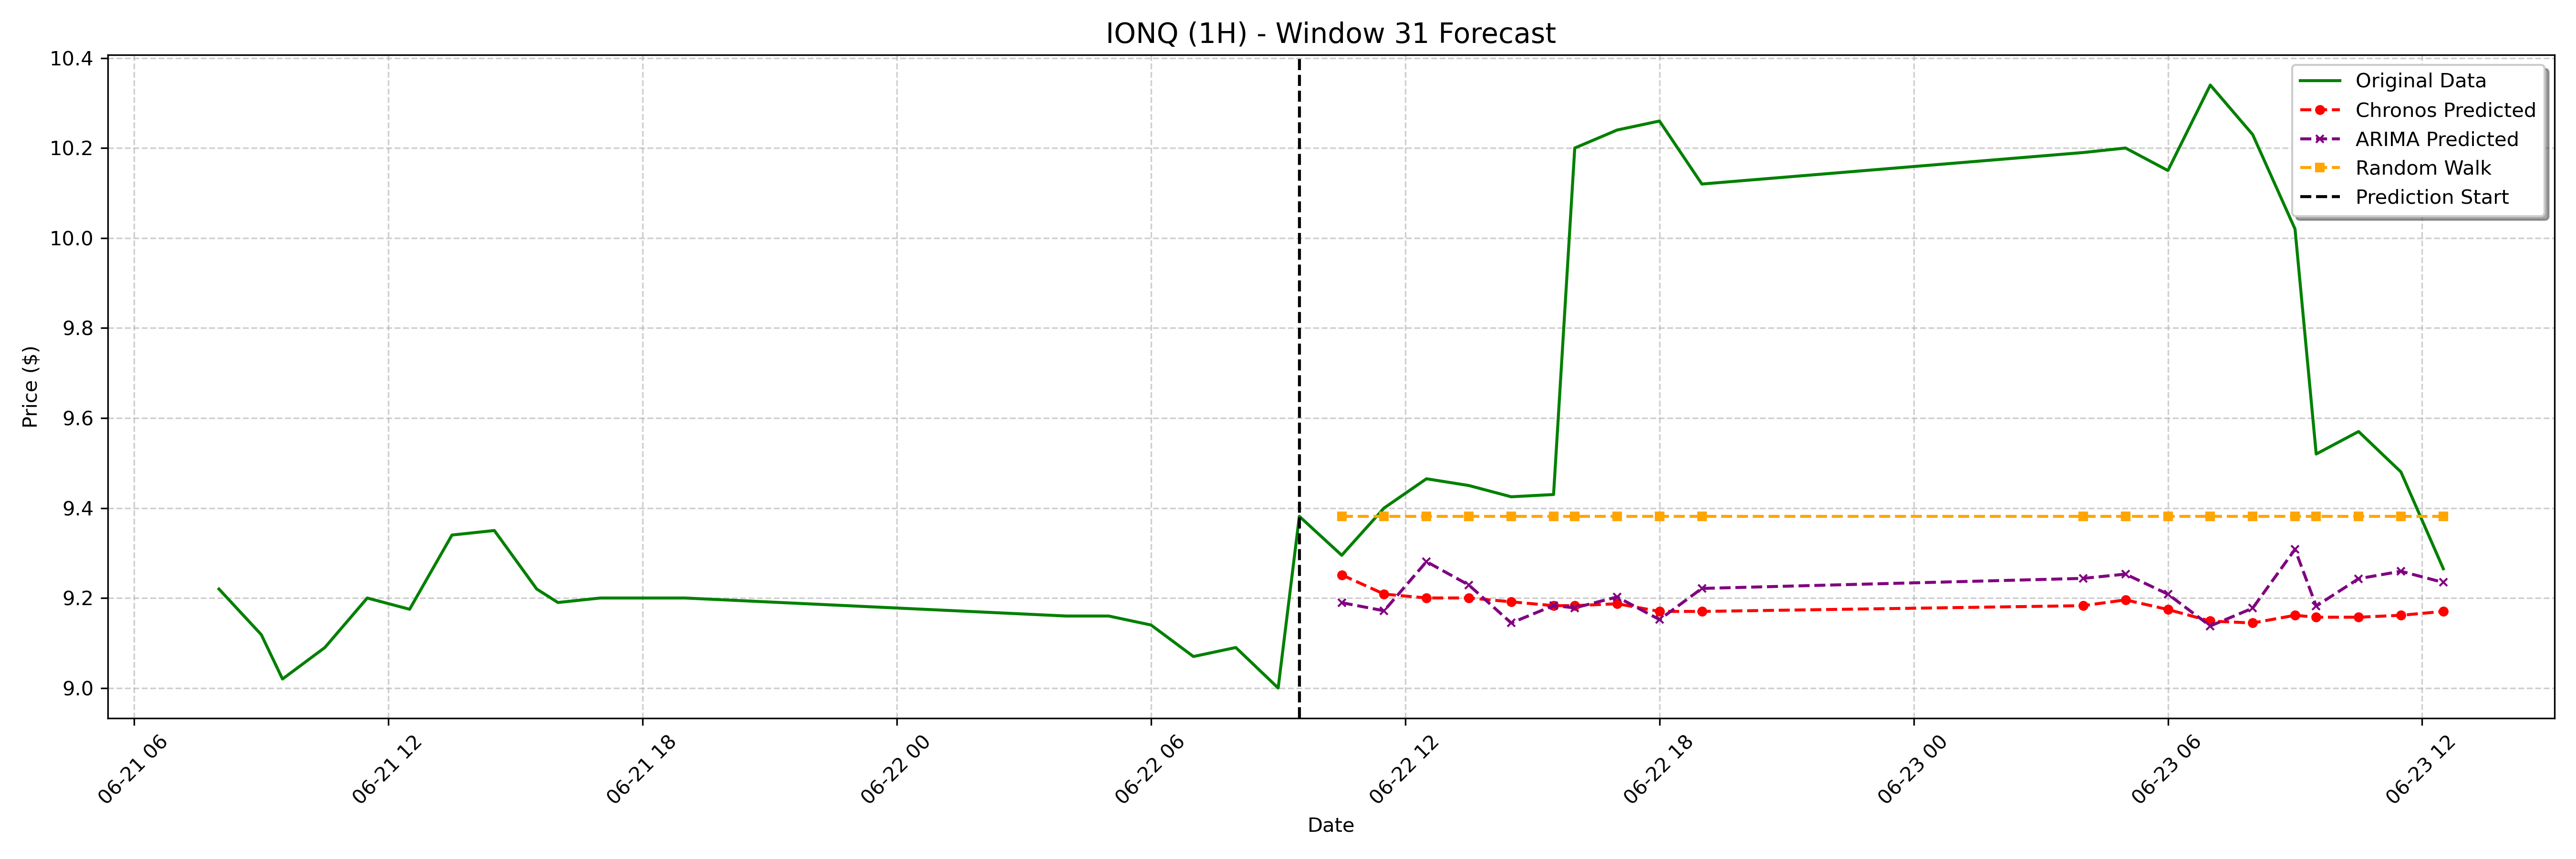 IONQ (1H) - Window 31 Forecast
Price ($)
10.4
10.2
10.0
9.8
9.6
9.4
9.2
9.0
Original Data
Chronos Predicted
ARIMA Predicted
Random Walk
Prediction Start
06-21 06
06-21 12
06-21 18
06-22 00
06-22 06
06-22 12
06-22 18
06-23 00
06-23 06
06-23 12
Date